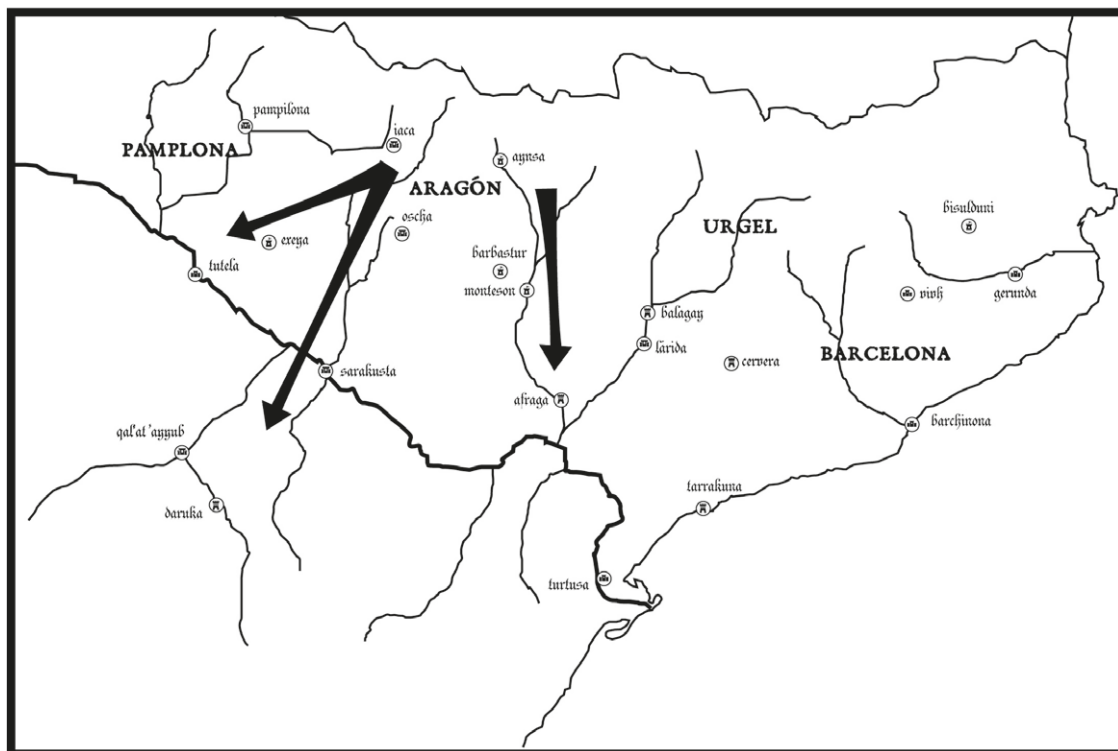 pampilona
iaca
PAMPLONA
aynsa
ARAGÓN
bisulduni
URGEL
oscha
exeya
barbastur
tutela
monteson
vivh
gerunda
balagay
lārida
BARCELONA
cervera
sarakusta
afraga
barchinona
qal'at 'ayyub
tarrakuna
daruka
turtusa